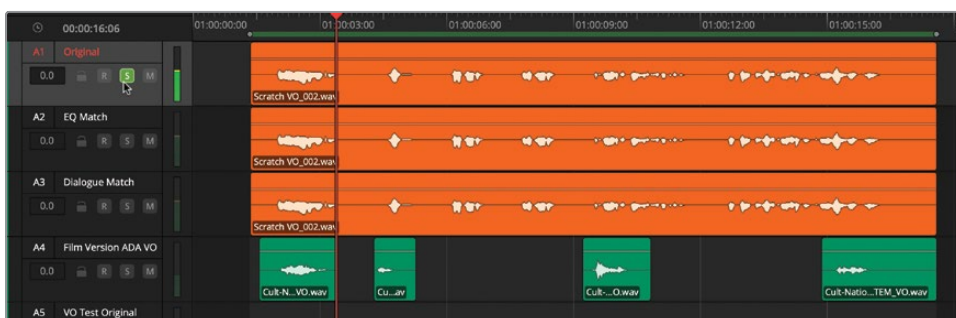 00:00:16:06 01:00:00:00 01:00:03:00 01:00:06:00 01:00:09:00 01:00:12:00 01:00:15:00
A1 Original
0.0 R S M
Scratch VO_002.wav
A2 EQ Match
0.0 R S M
Scratch VO_002.wav
A3 Dialogue Match
0.0 R S M
Scratch VO_002.wav
A4 Film Version ADA VO
0.0 R S M
Cult-N...VO.wav Cu...av Cult-...O.wav Cult-Natio...TEM_VO.wav
A5 VO Test Original